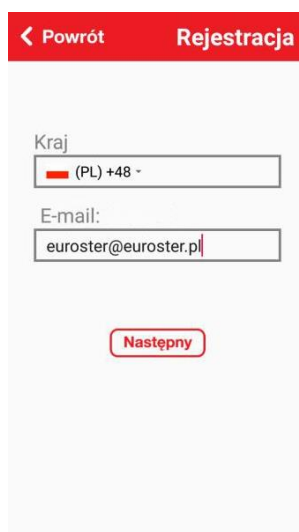 Powrót Rejestracja
Kraj
(PL) +48
E-mail:
euroster@euroster.pl
Następny